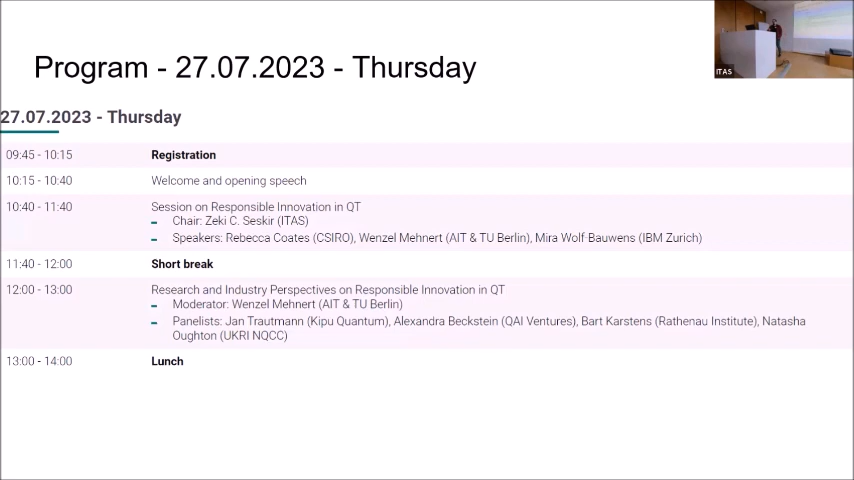 Program - 27.07.2023 - Thursday
ITAS
27.07.2023 - Thursday
09:45 - 10:15 Registration
10:15 - 10:40 Welcome and opening speech
10:40 - 11:40 Session on Responsible Innovation in QT
Chair: Zeki C. Seskir (ITAS)
Speakers: Rebecca Coates (CSIRO), Wenzel Mehnert (AIT & TU Berlin), Mira Wolf-Bauwens (IBM Zurich)
11:40 - 12:00 Short break
12:00 - 13:00 Research and Industry Perspectives on Responsible Innovation in QT
Moderator: Wenzel Mehnert (AIT & TU Berlin)
Panelists: Jan Trautmann (Kipu Quantum), Alexandra Beckstein (QAI Ventures), Bart Karstens (Rathenau Institute), Natasha
Oughton (UKRI NQCC)
13:00 - 14:00 Lunch